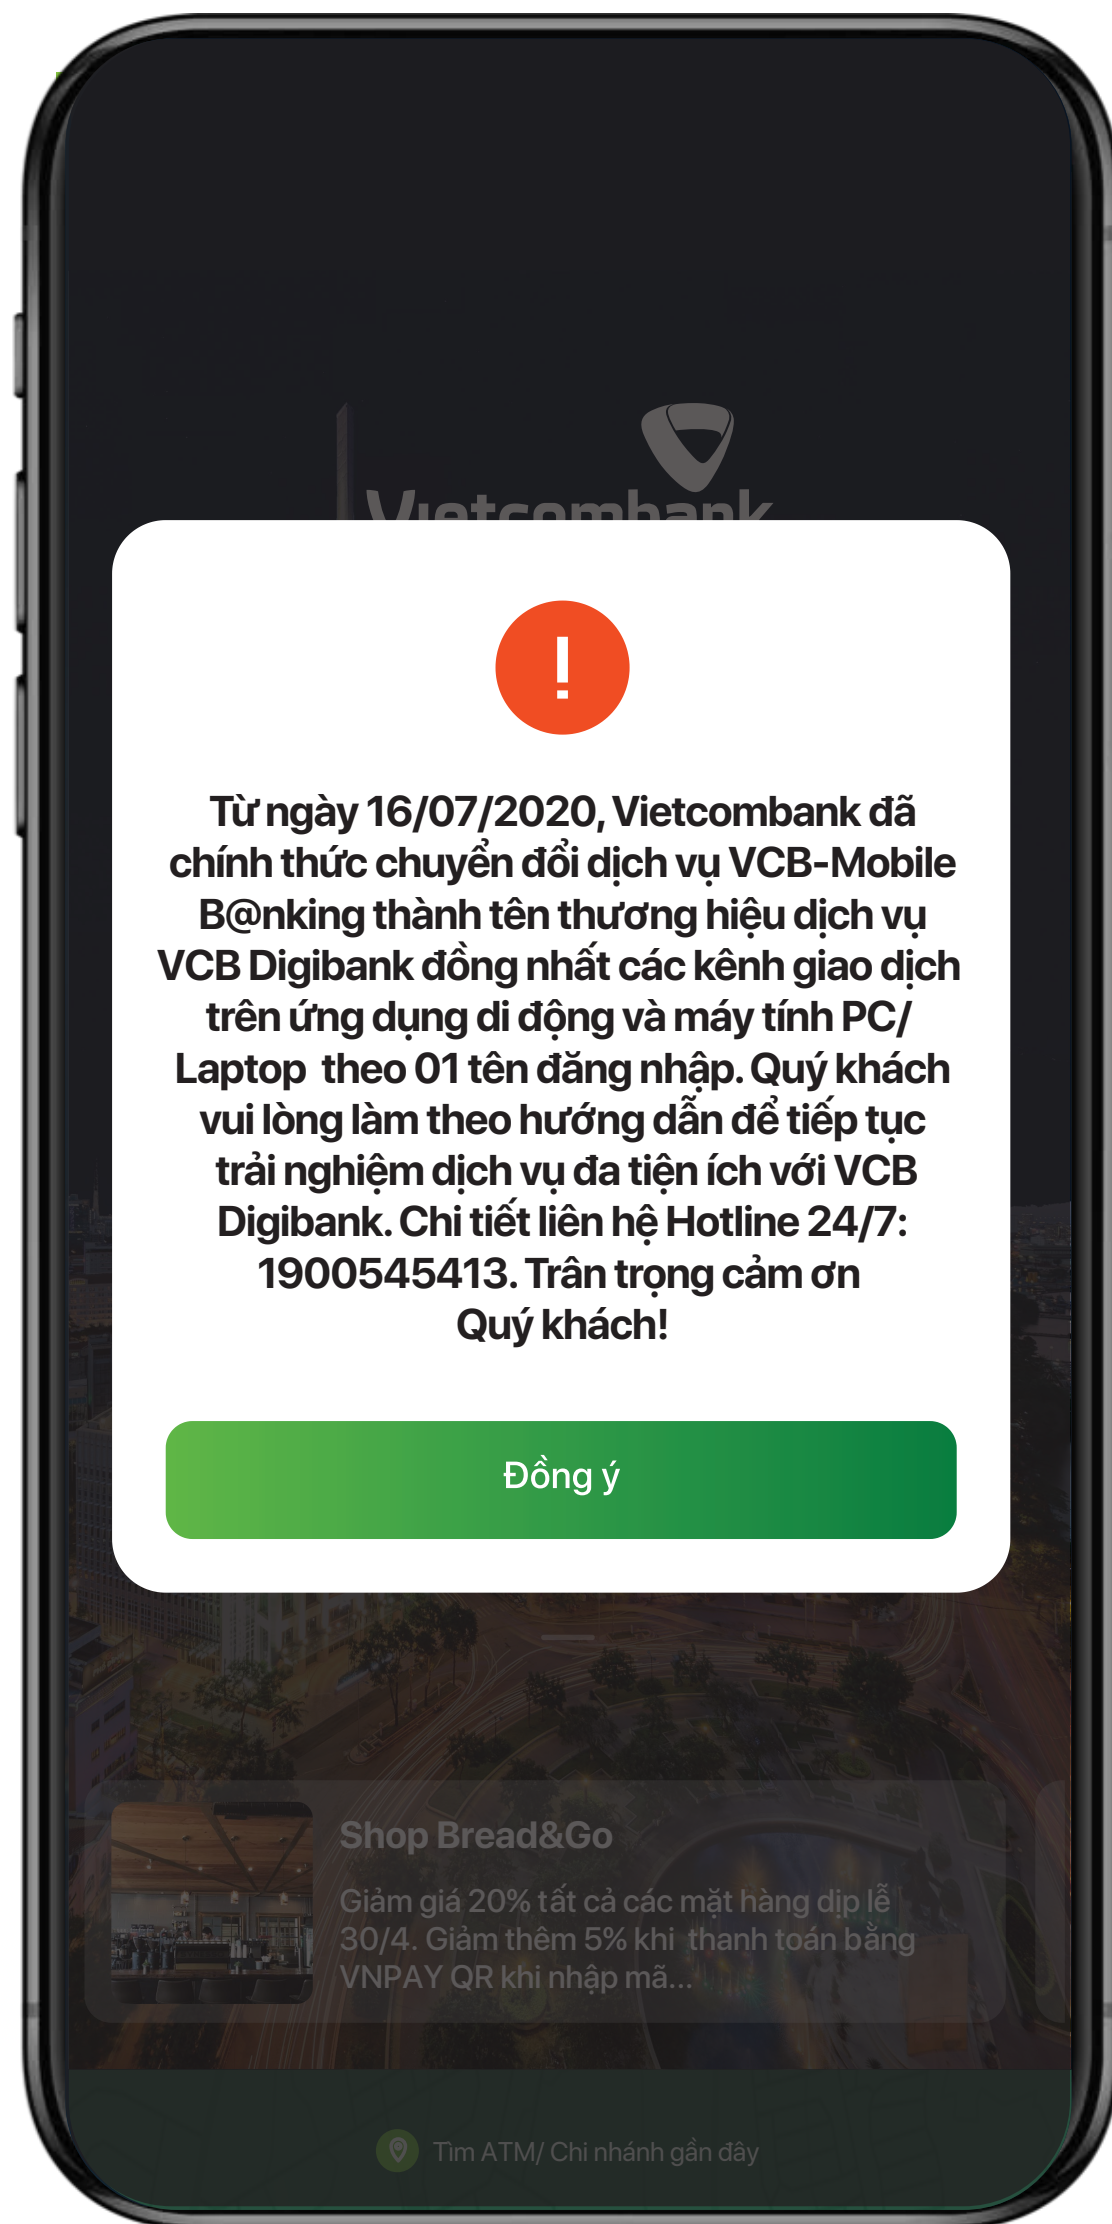 Vietcombank
!
Từ ngày 16/07/2020, Vietcombank đã
chính thức chuyển đổi dịch vụ VCB-Mobile
B@nking thành tên thương hiệu dịch vụ
VCB Digibank đồng nhất các kênh giao dịch
trên ứng dụng di động và máy tính PC/
Laptop theo 01 tên đăng nhập. Quý khách
vui lòng làm theo hướng dẫn để tiếp tục
trải nghiệm dịch vụ đa tiện ích với VCB
Digibank. Chi tiết liên hệ Hotline 24/7:
1900545413. Trân trọng cảm ơn
Quý khách!
Đồng ý
Shop Bread&Go
Giảm giá 20% tất cả các mặt hàng dịp lễ
30/4. Giảm thêm 5% khi thanh toán bằng
VNPAY QR khi nhập mã...
Tìm ATM/ Chi nhánh gần đây